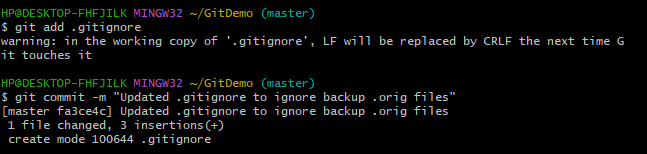 HP@DESKTOP-FHFJILK MINGW32 ~/GitDemo (master)
$ git add .gitignore
warning: in the working copy of '.gitignore', LF will be replaced by CRLF the next time G
it touches it
HP@DESKTOP-FHFJILK MINGW32 ~/GitDemo (master)
$ git commit -m "Updated .gitignore to ignore backup .orig files"
[master fa3ce4c] Updated .gitignore to ignore backup .orig files
1 file changed, 3 insertions(+)
create mode 100644 .gitignore